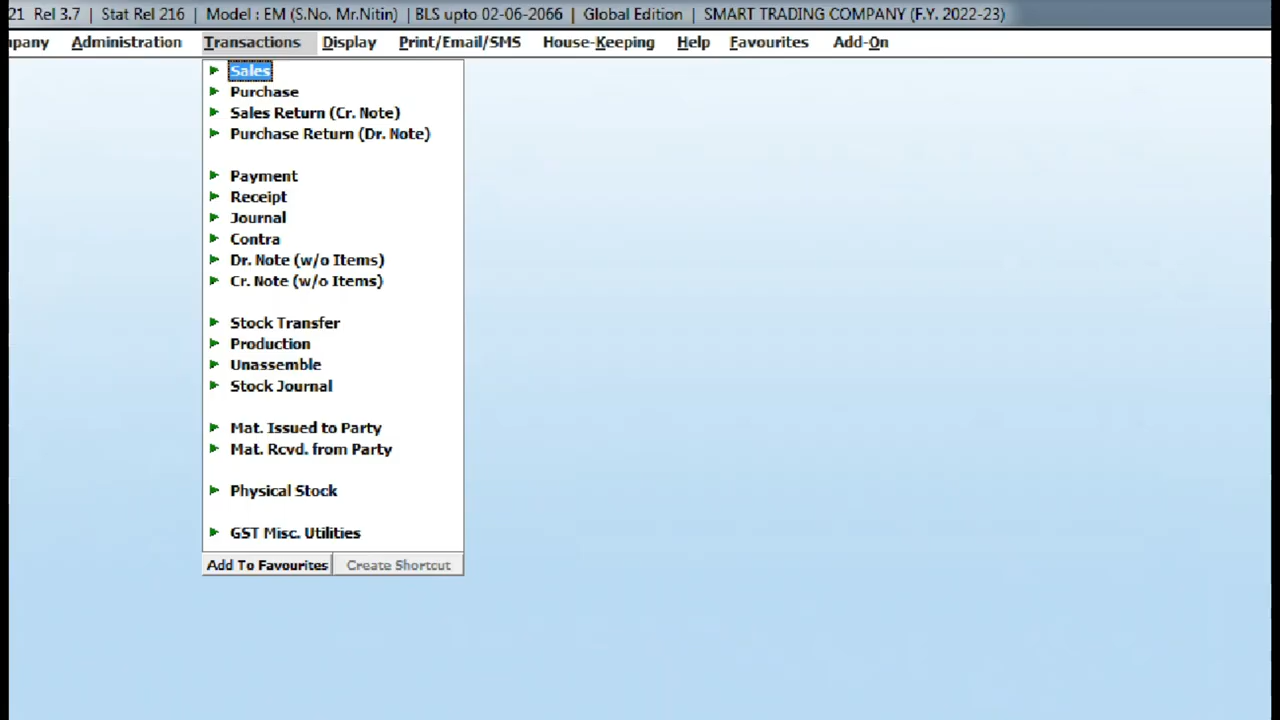 21 Rel 3.7 | Stat Rel 216 | Model : EM (S.No. Mr.Nitin) | BLS upto 02-06-2066 | Global Edition | SMART TRADING COMPANY (F.Y. 2022-23)
npany Administration Transactions Display Print/Email/SMS House-Keeping Help Favourites Add-On
Sales
Purchase
Sales Return (Cr. Note)
Purchase Return (Dr. Note)
Payment
Receipt
Journal
Contra
Dr. Note (w/o Items)
Cr. Note (w/o Items)
Stock Transfer
Production
Unassemble
Stock Journal
Mat. Issued to Party
Mat. Rcvd. from Party
Physical Stock
GST Misc. Utilities
Add To Favourites Create Shortcut